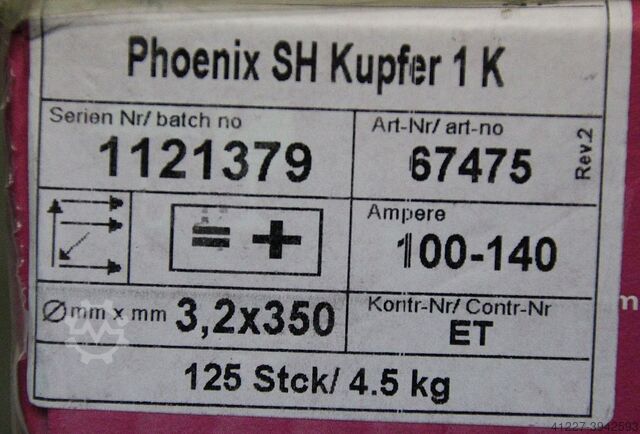 Phoenix SH Kupfer 1 K
Serien Nr/ batch no
1121379
Art-Nr/ art-no
67475
Rev.2
= +
Ampere
100-140
Ømm x mm 3,2x350
Kontr-Nr/ Contr-Nr
ET
125 Stck/ 4.5 kg
m
41227 3942593